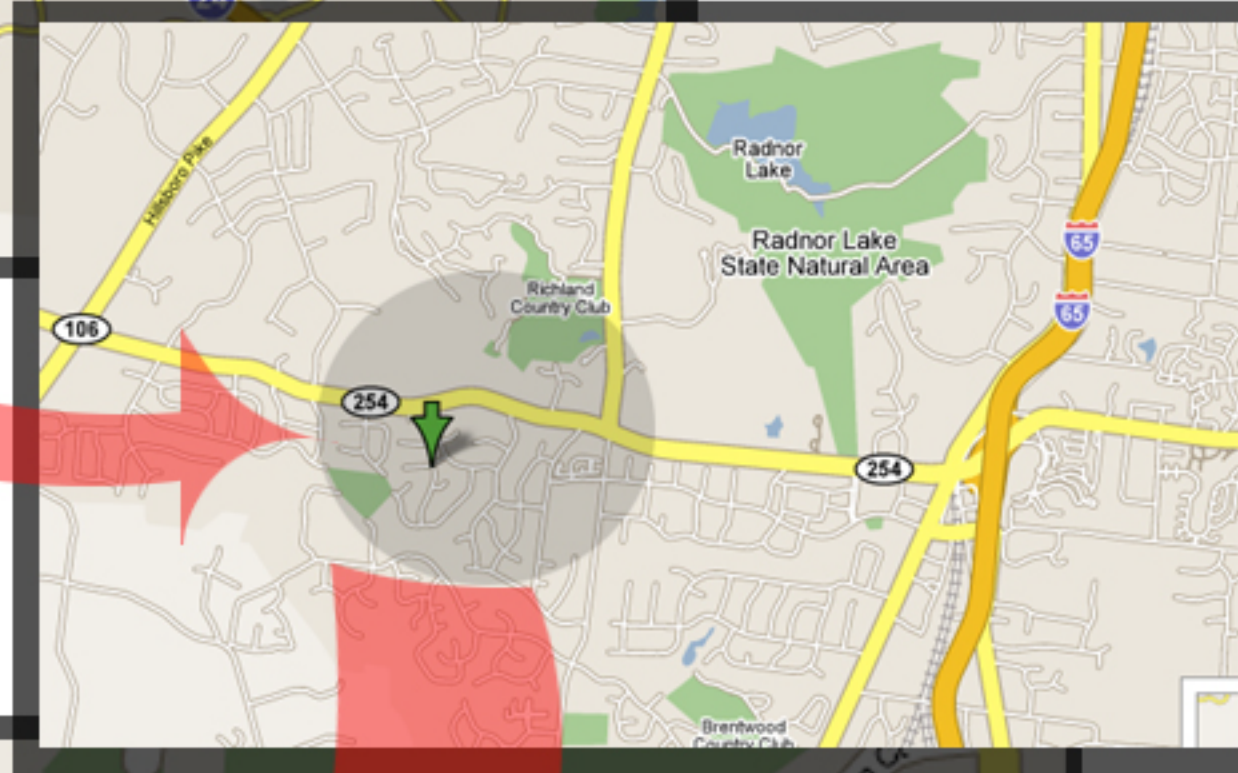 Hillsboro Pike
Radnor
Lake
Radnor Lake
State Natural Area
65
Richland
Country Club
65
106
254
254
Brentwood
Country Club